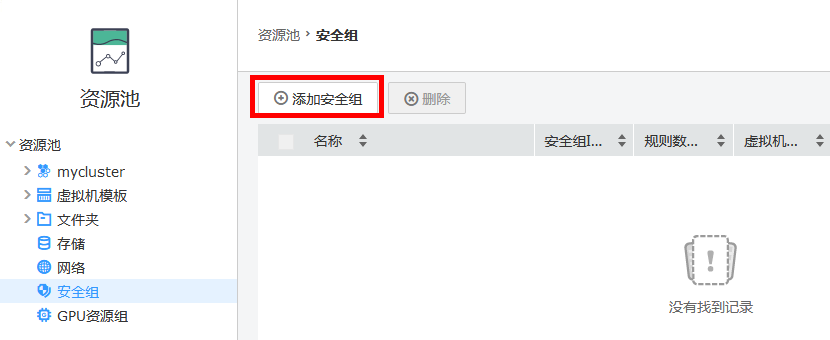 资源池
资源池
mycluster
虚拟机模板
文件夹
存储
网络
安全组
GPU资源组
资源池 > 安全组
添加安全组 删除
名称 安全组I... 规则数... 虚拟机...
没有找到记录